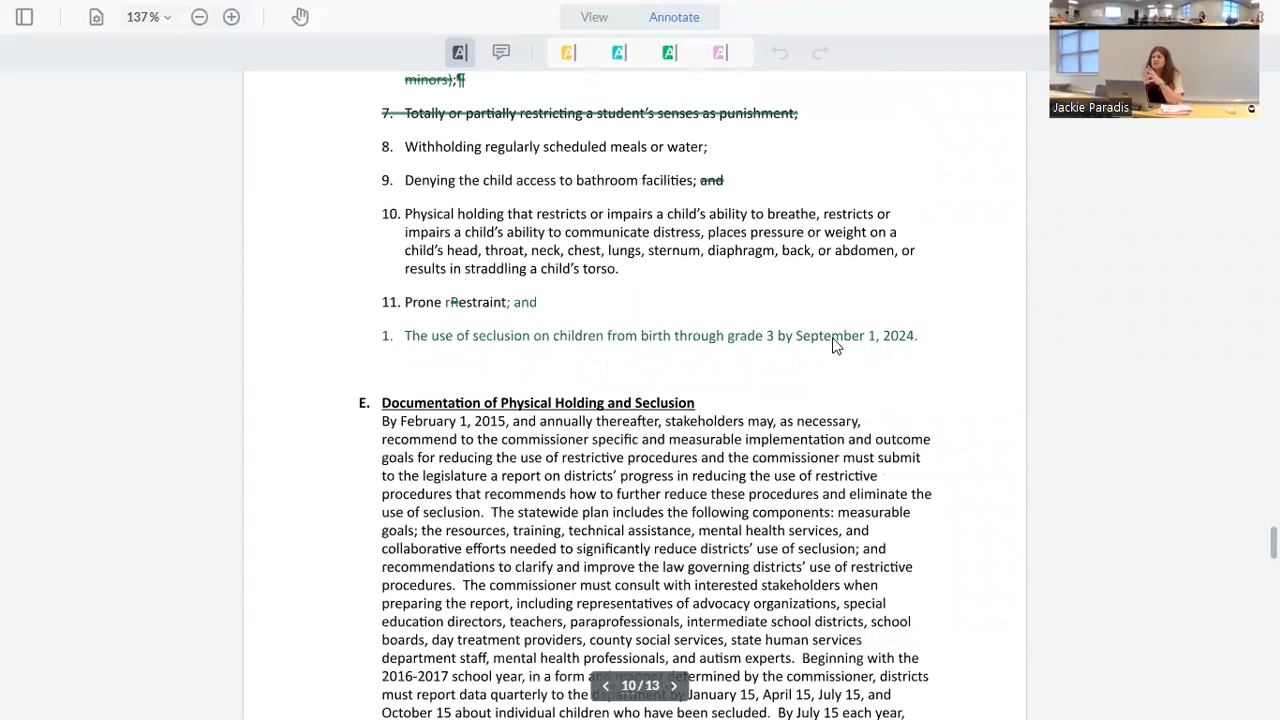 137%
View
Annotate
minors);¶
7. Totally or partially restricting a student's senses as punishment;
8. Withholding regularly scheduled meals or water;
9. Denying the child access to bathroom facilities; and
10. Physical holding that restricts or impairs a child's ability to breathe, restricts or
impairs a child's ability to communicate distress, places pressure or weight on a
child's head, throat, neck, chest, lungs, sternum, diaphragm, back, or abdomen, or
results in straddling a child's torso.
11. Prone rRestraint; and
1. The use of seclusion on children from birth through grade 3 by September 1, 2024.
E. Documentation of Physical Holding and Seclusion
By February 1, 2015, and annually thereafter, stakeholders may, as necessary,
recommend to the commissioner specific and measurable implementation and outcome
goals for reducing the use of restrictive procedures and the commissioner must submit
to the legislature a report on districts' progress in reducing the use of restrictive
procedures that recommends how to further reduce these procedures and eliminate the
use of seclusion. The statewide plan includes the following components: measurable
goals; the resources, training, technical assistance, mental health services, and
collaborative efforts needed to significantly reduce districts' use of seclusion; and
recommendations to clarify and improve the law governing districts' use of restrictive
procedures. The commissioner must consult with interested stakeholders when
preparing the report, including representatives of advocacy organizations, special
education directors, teachers, paraprofessionals, intermediate school districts, school
boards, day treatment providers, county social services, state human services
department staff, mental health professionals, and autism experts. Beginning with the
2016-2017 school year, in a form and determined by the commissioner, districts
must report data quarterly to the department by January 15, April 15, July 15, and
October 15 about individual children who have been secluded. By July 15 each year,
10/13
Jackie Paradis